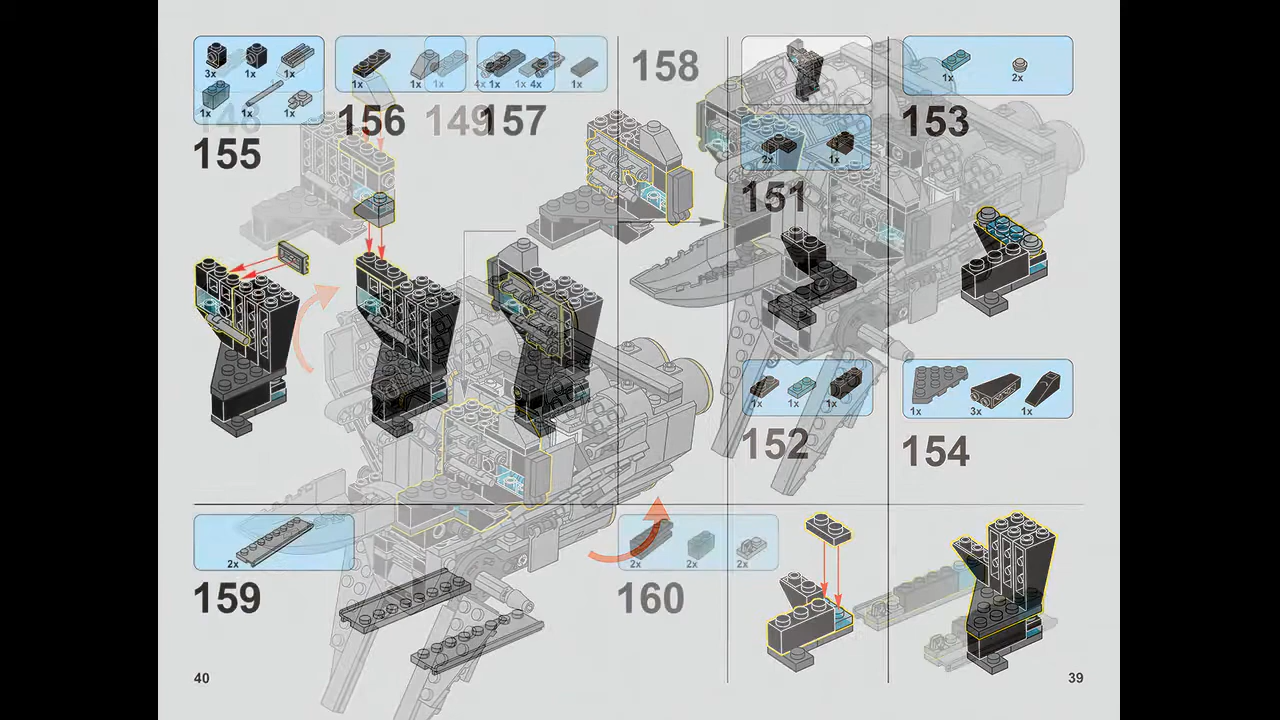 3x 1x 1x
1x 1x 1x
148
155
1x
156
1x 1x
149
4x 1x 1x 4x 1x
157
158
2x 1x
151
1x 2x
153
1x 1x 1x
152
1x 3x 1x
154
2x
159
2x 2x 2x
160
40
39